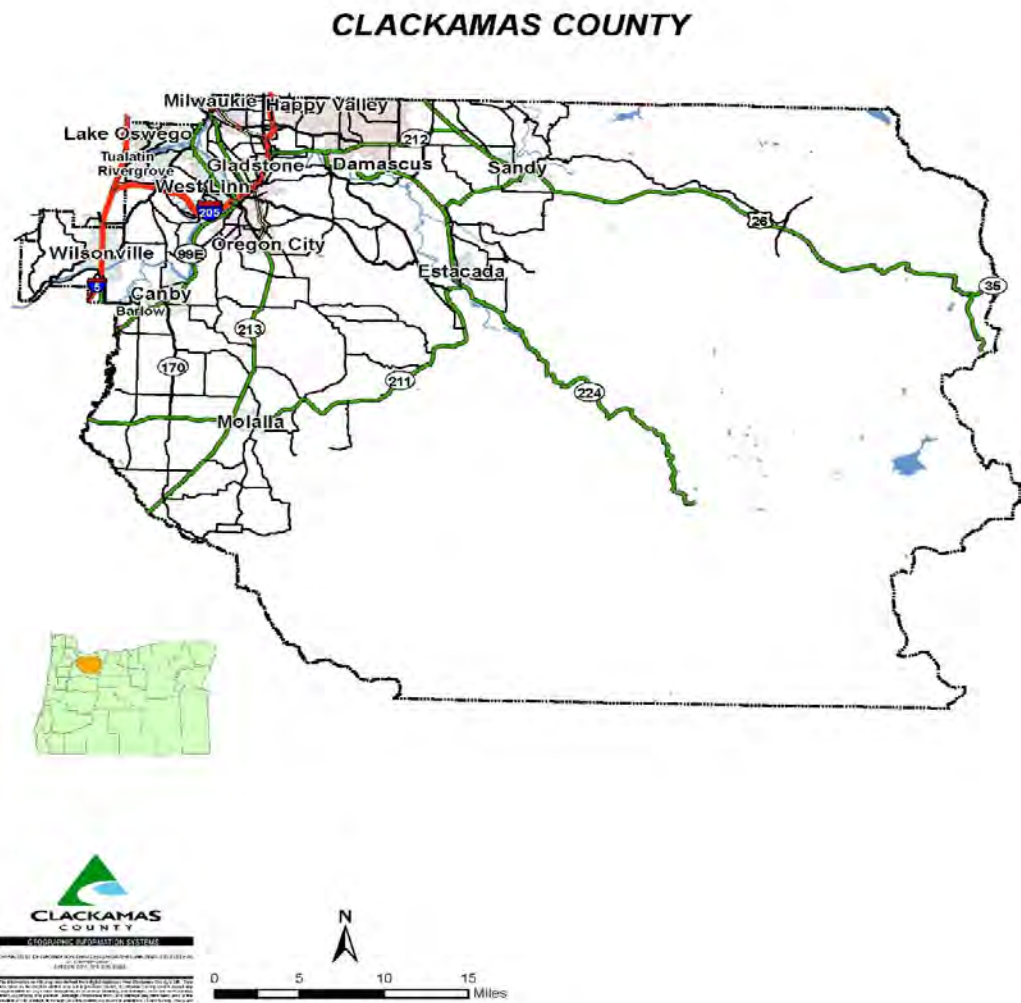 CLACKAMAS COUNTY
Milwaukie
Happy Valley
Lake Oswego
212
Tualatin
Gladstone
Damascus
Sandy
Rivergrove
West Linn
205
26
Oregon City
Wilsonville
99E
Estacada
5
Canby
35
Barlow
213
170
211
224
Molalla
CLACKAMAS
COUNTY
GEOGRAPHIC INFORMATION SYSTEMS
N
0 5 10 15
Miles